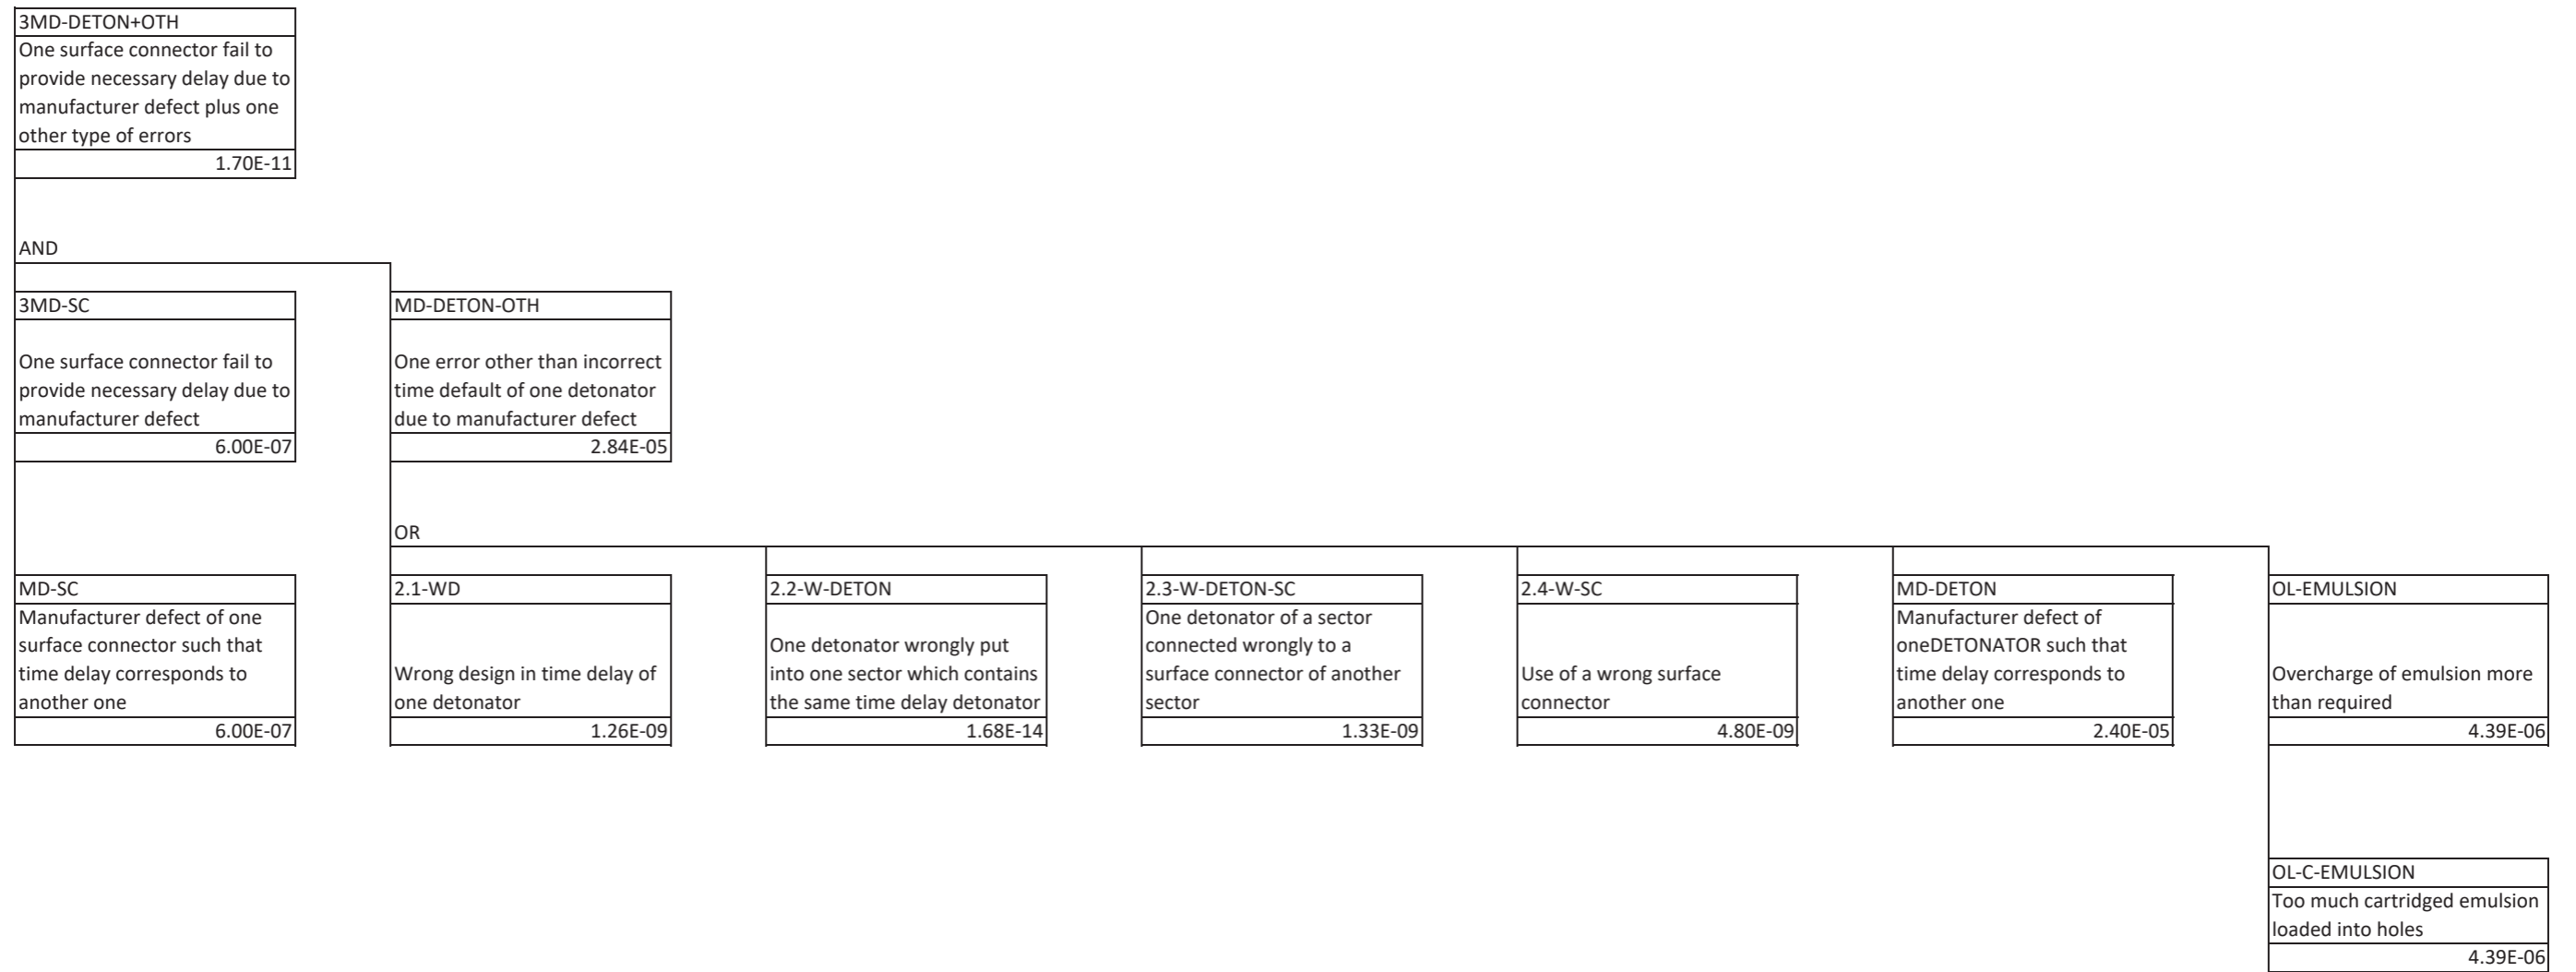 3MD-DETON+OTH
One surface connector fail to
provide necessary delay due to
manufacturer defect plus one
other type of errors
1.70E-11
AND
3MD-SC
One surface connector fail to
provide necessary delay due to
manufacturer defect
6.00E-07
MD-DETON-OTH
One error other than incorrect
time default of one detonator
due to manufacturer defect
2.84E-05
OR
MD-SC
Manufacturer defect of one
surface connector such that
time delay corresponds to
another one
6.00E-07
2.1-WD
Wrong design in time delay of
one detonator
1.26E-09
2.2-W-DETON
One detonator wrongly put
into one sector which contains
the same time delay detonator
1.68E-14
2.3-W-DETON-SC
One detonator of a sector
connected wrongly to a
surface connector of another
sector
1.33E-09
2.4-W-SC
Use of a wrong surface
connector
4.80E-09
MD-DETON
Manufacturer defect of
oneDETONATOR such that
time delay corresponds to
another one
2.40E-05
OL-EMULSION
Overcharge of emulsion more
than required
4.39E-06
OL-C-EMULSION
Too much cartridged emulsion
loaded into holes
4.39E-06